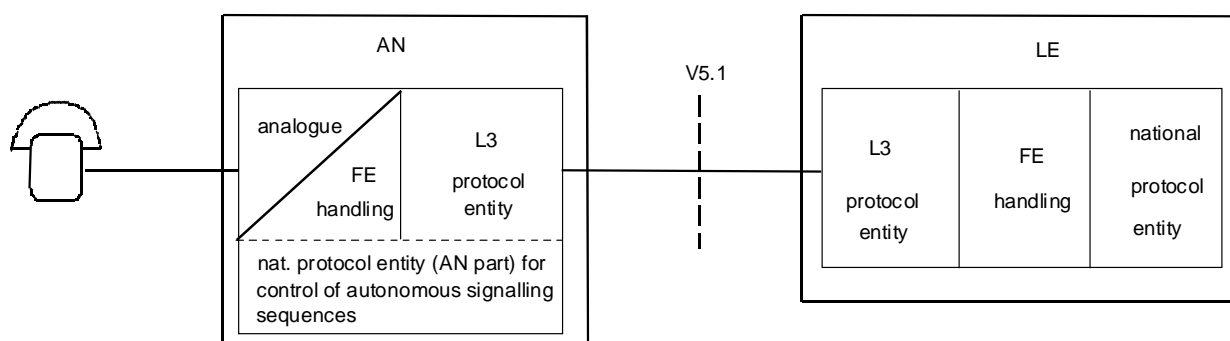 AN
analogue
FE
handling
L3
protocol
entity
nat. protocol entity (AN part) for
control of autonomous signalling
sequences
V5.1
LE
L3
protocol
entity
FE
handling
national
protocol
entity